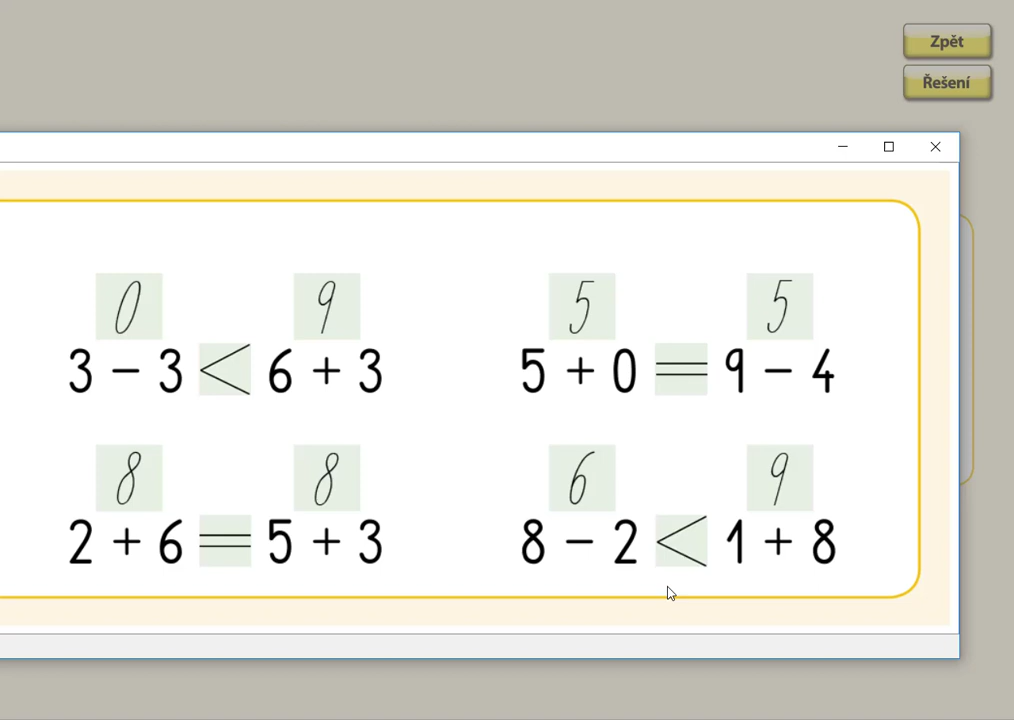 Zpět
Řešení
0 9 5 5
3 − 3 < 6 + 3 5 + 0 = 9 − 4
8 8 6 9
2 + 6 = 5 + 3 8 − 2 < 1 + 8